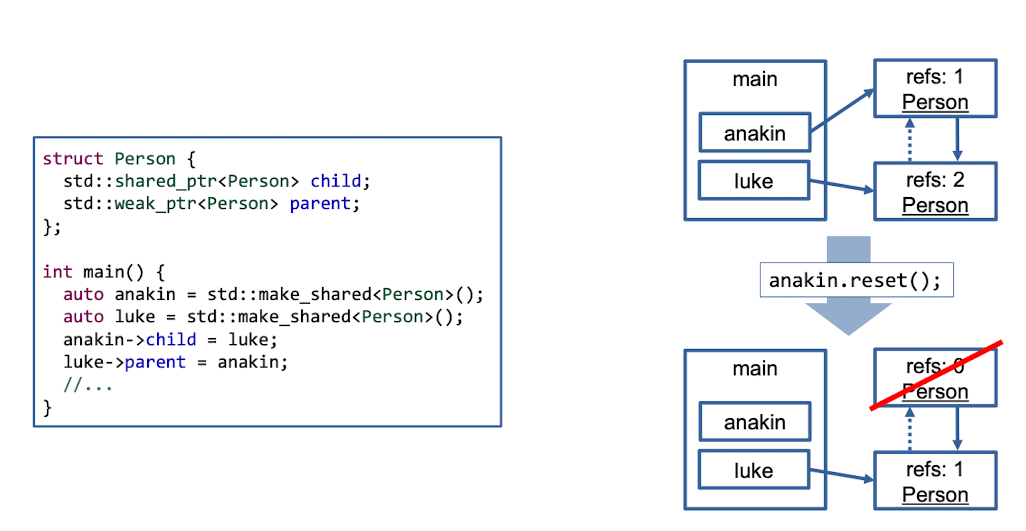 struct Person {
  std::shared_ptr<Person> child;
  std::weak_ptr<Person> parent;
};

int main() {
  auto anakin = std::make_shared<Person>();
  auto luke = std::make_shared<Person>();
  anakin->child = luke;
  luke->parent = anakin;
  //...
}
main
anakin
luke
refs: 1
Person
refs: 2
Person
anakin.reset();
main
anakin
luke
refs: 0
Person
refs: 1
Person